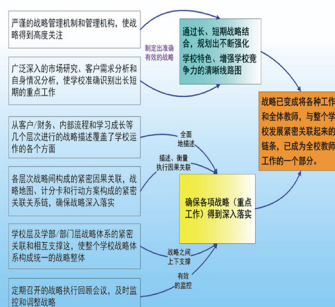 严谨的战略管理机制和管理机构，使战
略得到高度关注
广泛深入的市场研究、客户需求分析和
自身情况分析，使学校准确识别出长短
期的重点工作
从客户/财务、内部流程和学习成长等
几个层次进行的战略描述覆盖了学校运
作的各个方面
各层次战略间构成的紧密因果关联，战
略地图、计分卡和行动方案构成的紧密
关联关系链，确保战略深入落实
学校层及学部/部门层战略体系的紧密
关联和相互支撑这，使整个学校战略体
系构成统一的战略整体
定期召开的战略执行回顾会议，及时监
控和调整战略
制定出准确
有效的战略
全面
地描述
描述、衡量
执行因果关联
战略之间
上下支撑
有效
的监控
通过长、短期战略结
合，规划出不断强化
学校特色、增强学校竞
争力的清晰线路图
确保各项战略（重点
工作）得到深入落实
战略已变成将各种工作
和全体教师，与整个学
校发展紧密关联起来的
链条，已成为全校教师
工作的一个部分。